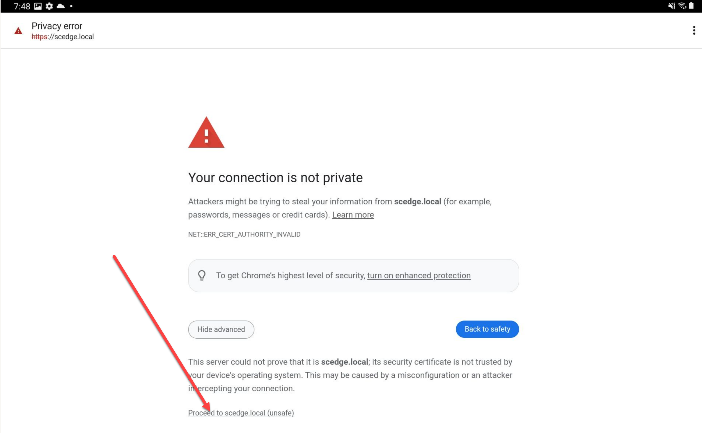 7:48
Privacy error
https://scedge.local
Your connection is not private
Attackers might be trying to steal your information from scedge.local (for example,
passwords, messages or credit cards). Learn more
NET::ERR_CERT_AUTHORITY_INVALID
To get Chrome's highest level of security, turn on enhanced protection
Hide advanced
Back to safety
This server could not prove that it is scedge.local; its security certificate is not trusted by
your device's operating system. This may be caused by a misconfiguration or an attacker
intercepting your connection.
Proceed to scedge.local (unsafe)